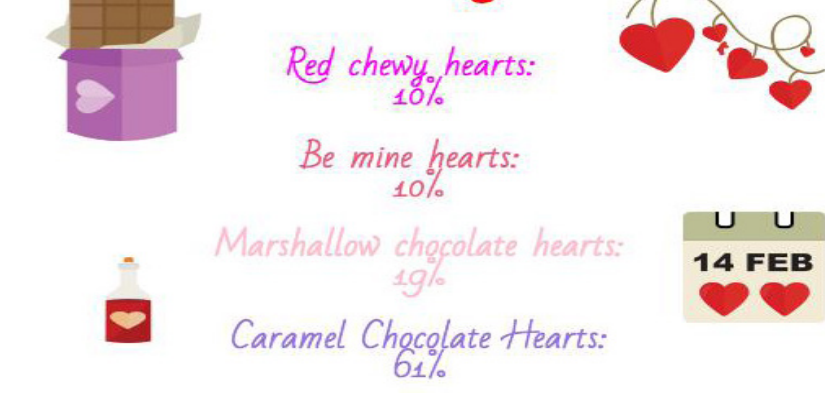 Red chewy hearts:
10%
Be mine hearts:
10%
Marshallow chocolate hearts:
19%
14 FEB
Caramel Chocolate Hearts:
61%